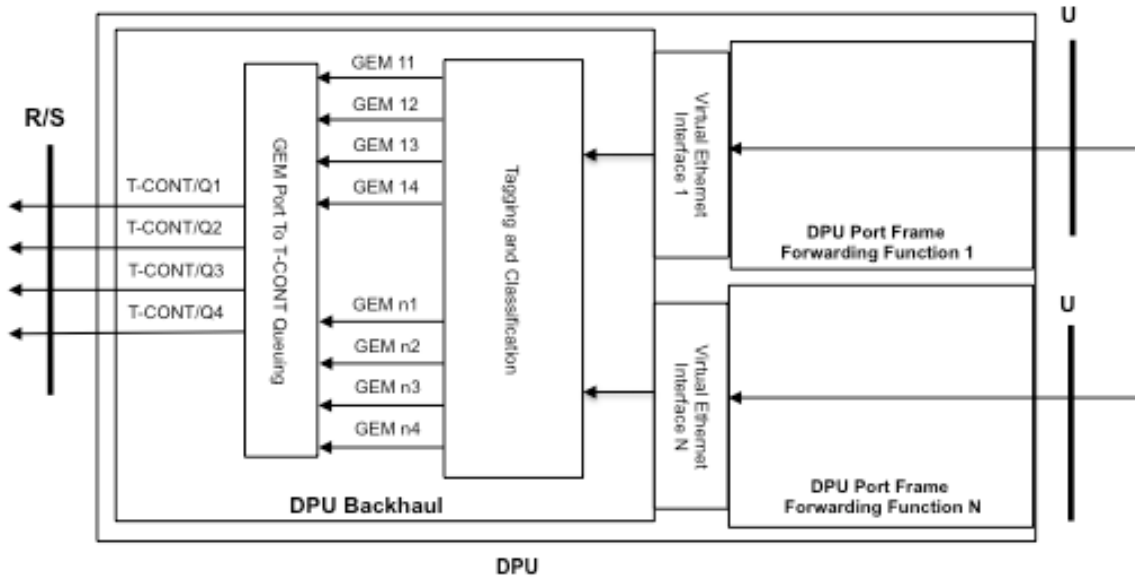 U
R/S
T-CONT/Q1
T-CONT/Q2
T-CONT/Q3
T-CONT/Q4
GEM Port To T-CONT Queuing
GEM 11
GEM 12
GEM 13
GEM 14
GEM n1
GEM n2
GEM n3
GEM n4
Tagging and Classification
Virtual Ethernet
Interface 1
DPU Port Frame
Forwarding Function 1
U
Virtual Ethernet
Interface N
DPU Port Frame
Forwarding Function N
DPU Backhaul
DPU